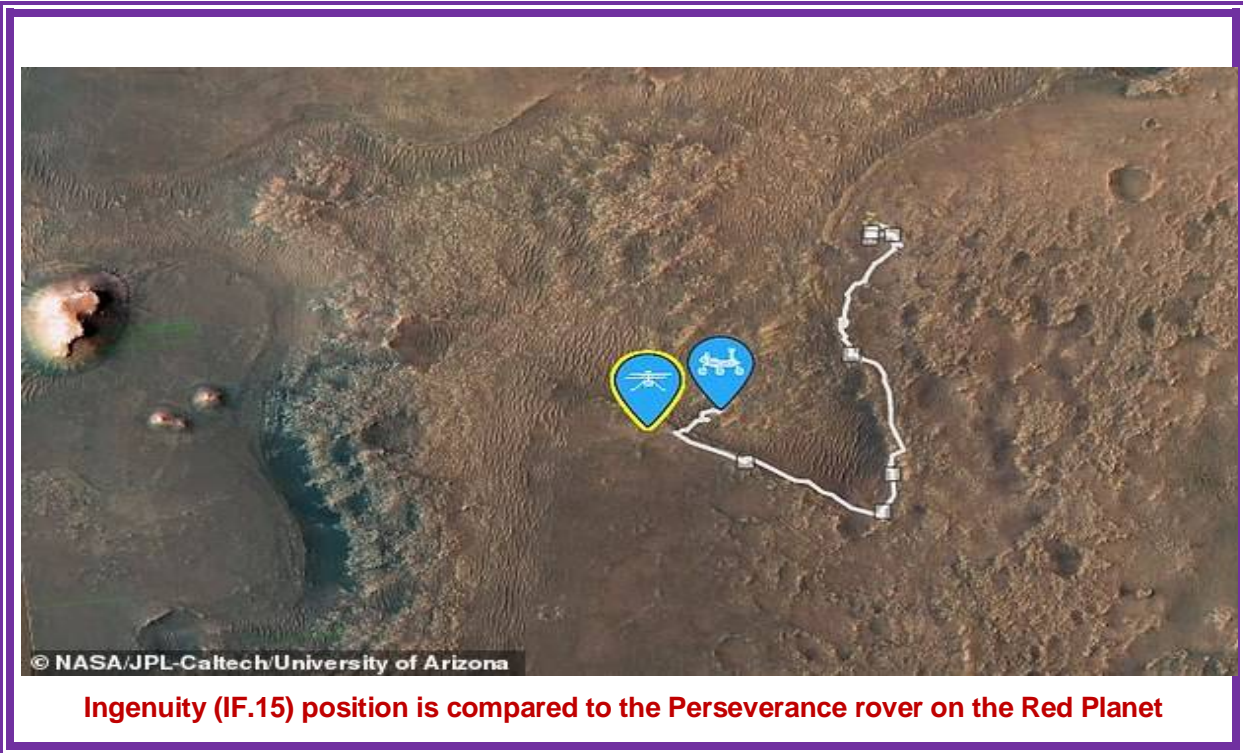 © NASA/JPL-Caltech/University of Arizona
Ingenuity (IF.15) position is compared to the Perseverance rover on the Red Planet